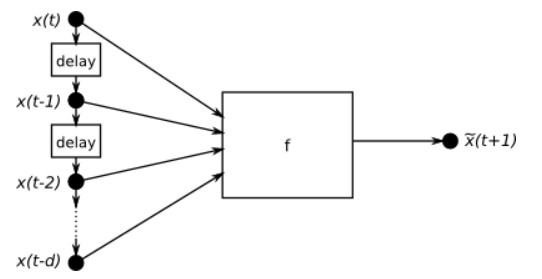 x(t)
delay
x(t-1)
delay
x(t-2)
x(t-d)
f
x̃(t+1)